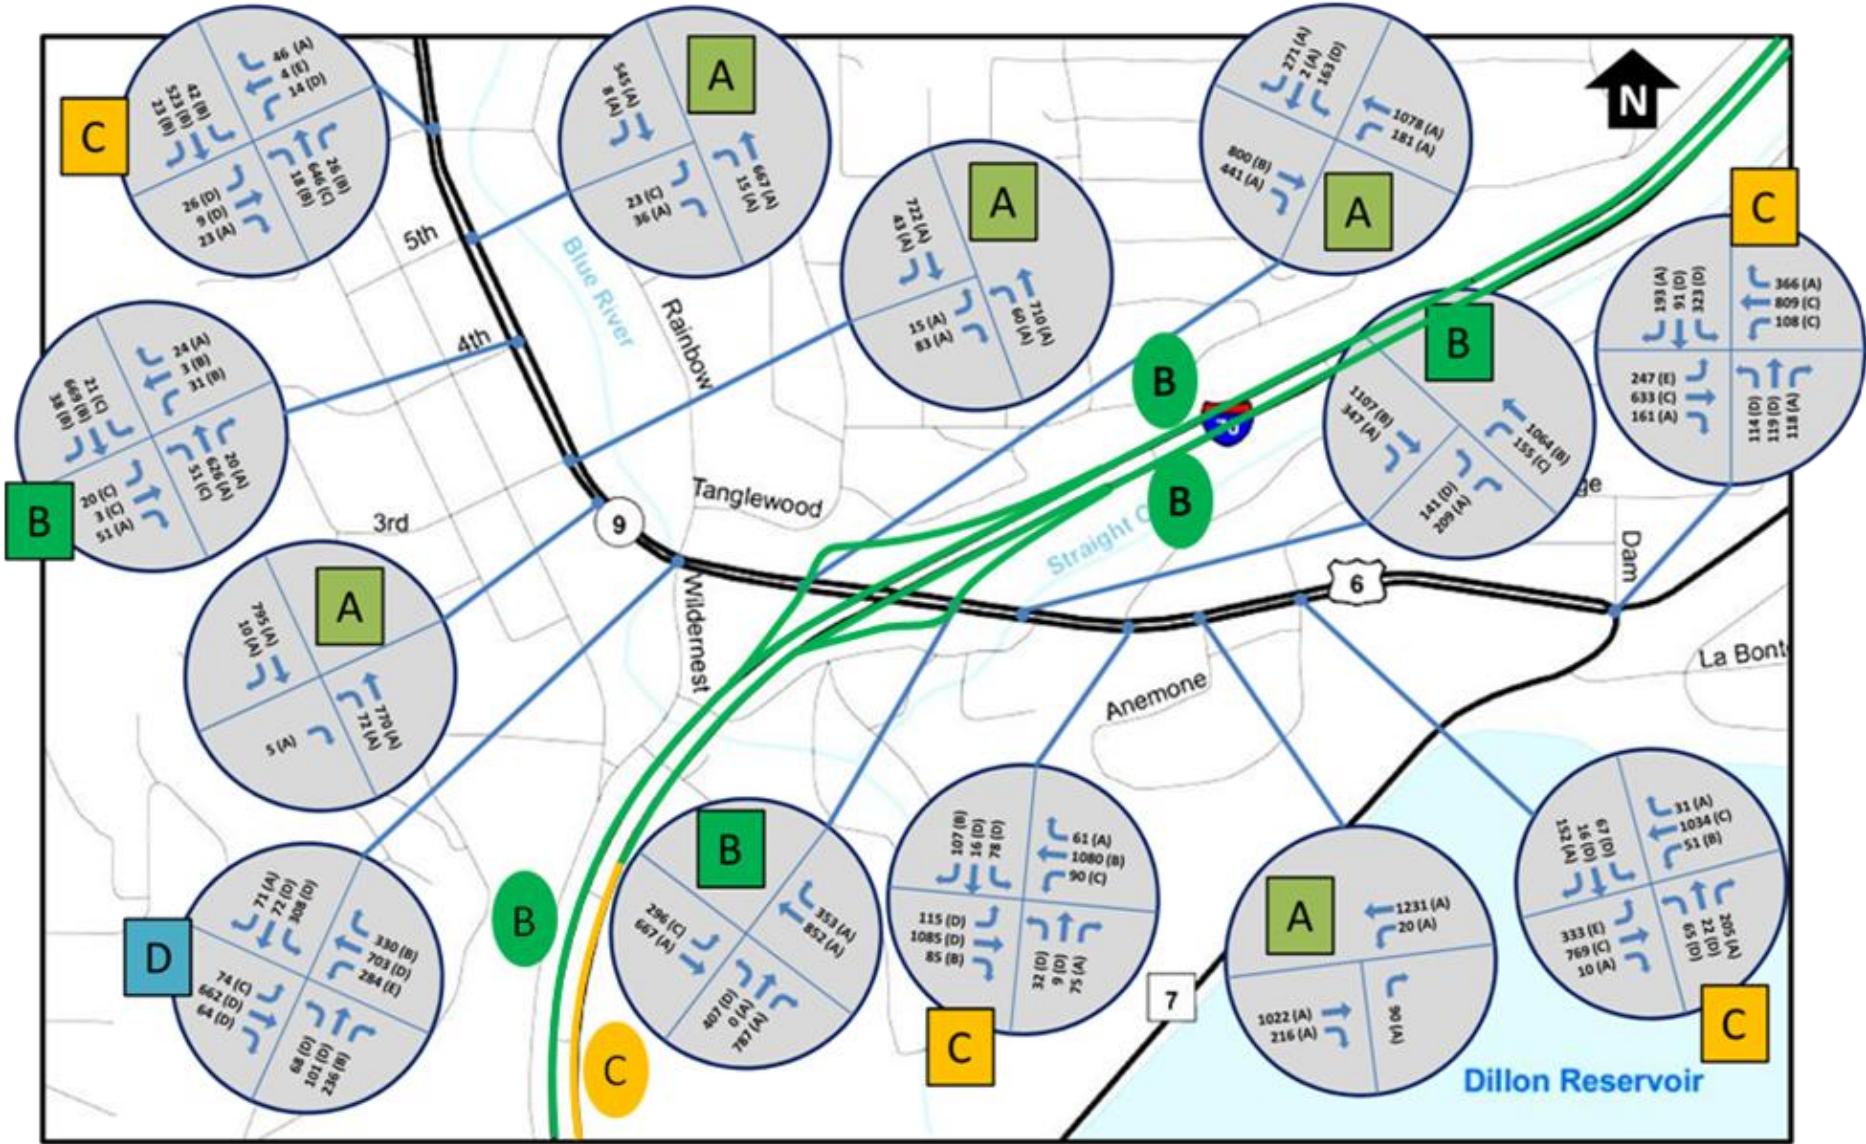 46 (A)
4 (E)
14 (D)
42 (B)
523 (B)
23 (B)
26 (D)
9 (D)
23 (A)
26 (B)
646 (C)
18 (B)
C
545 (A)
8 (A)
A
23 (C)
36 (A)
667 (A)
15 (A)
722 (A)
43 (A)
A
15 (A)
83 (A)
710 (A)
60 (A)
271 (A)
2 (A)
163 (D)
1078 (A)
181 (A)
800 (B)
441 (A)
A
N
C
193 (A)
91 (D)
323 (D)
366 (A)
809 (C)
108 (C)
247 (E)
633 (C)
161 (A)
114 (D)
119 (D)
118 (A)
5th
Blue River
Rainbow
4th
24 (A)
3 (B)
31 (B)
21 (C)
669 (B)
38 (B)
20 (C)
3 (C)
51 (A)
20 (A)
626 (A)
51 (C)
B
B
B
B
1107 (B)
347 (A)
1064 (B)
155 (C)
141 (D)
209 (A)
3rd
Tanglewood
9
Straight
Dam
6
Wildernest
Anemone
La Bont
795 (A)
10 (A)
A
770 (A)
72 (A)
5 (A)
71 (A)
72 (D)
308 (D)
330 (B)
703 (D)
284 (E)
74 (C)
662 (D)
64 (D)
68 (D)
101 (D)
236 (B)
D
B
C
B
296 (C)
667 (A)
353 (A)
852 (A)
407 (D)
0 (A)
787 (A)
107 (B)
16 (D)
78 (D)
61 (A)
1080 (B)
90 (C)
115 (D)
1085 (D)
85 (B)
32 (D)
9 (D)
75 (A)
C
A
1231 (A)
20 (A)
1022 (A)
216 (A)
90 (A)
7
152 (A)
16 (D)
67 (D)
31 (A)
1034 (C)
51 (B)
333 (E)
769 (C)
10 (A)
205 (A)
22 (D)
65 (D)
C
Dillon Reservoir